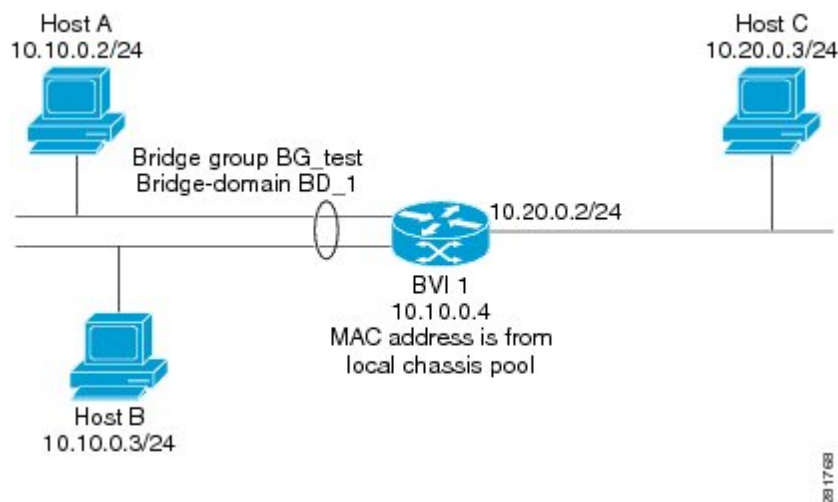 Host A
10.10.0.2/24
Host C
10.20.0.3/24
Bridge group BG_test
Bridge-domain BD_1
10.20.0.2/24
BVI 1
10.10.0.4
MAC address is from
local chassis pool
Host B
10.10.0.3/24
281768